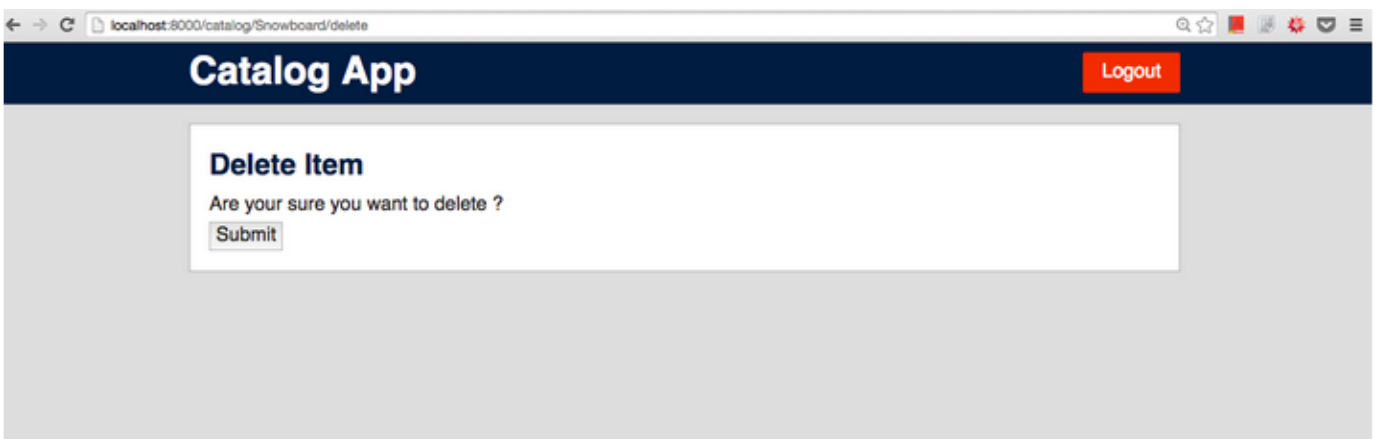 localhost:8000/catalog/Snowboard/delete
Catalog App
Logout
Delete Item
Are your sure you want to delete ?
Submit